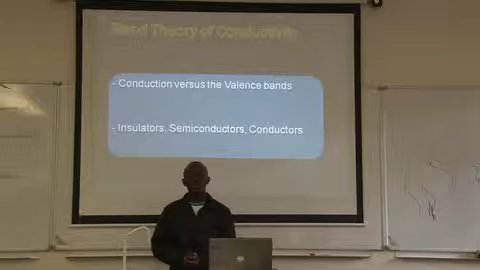 Band Theory of Conductivity
- Conduction versus the Valence bands
- Insulators, Semiconductors, Conductors